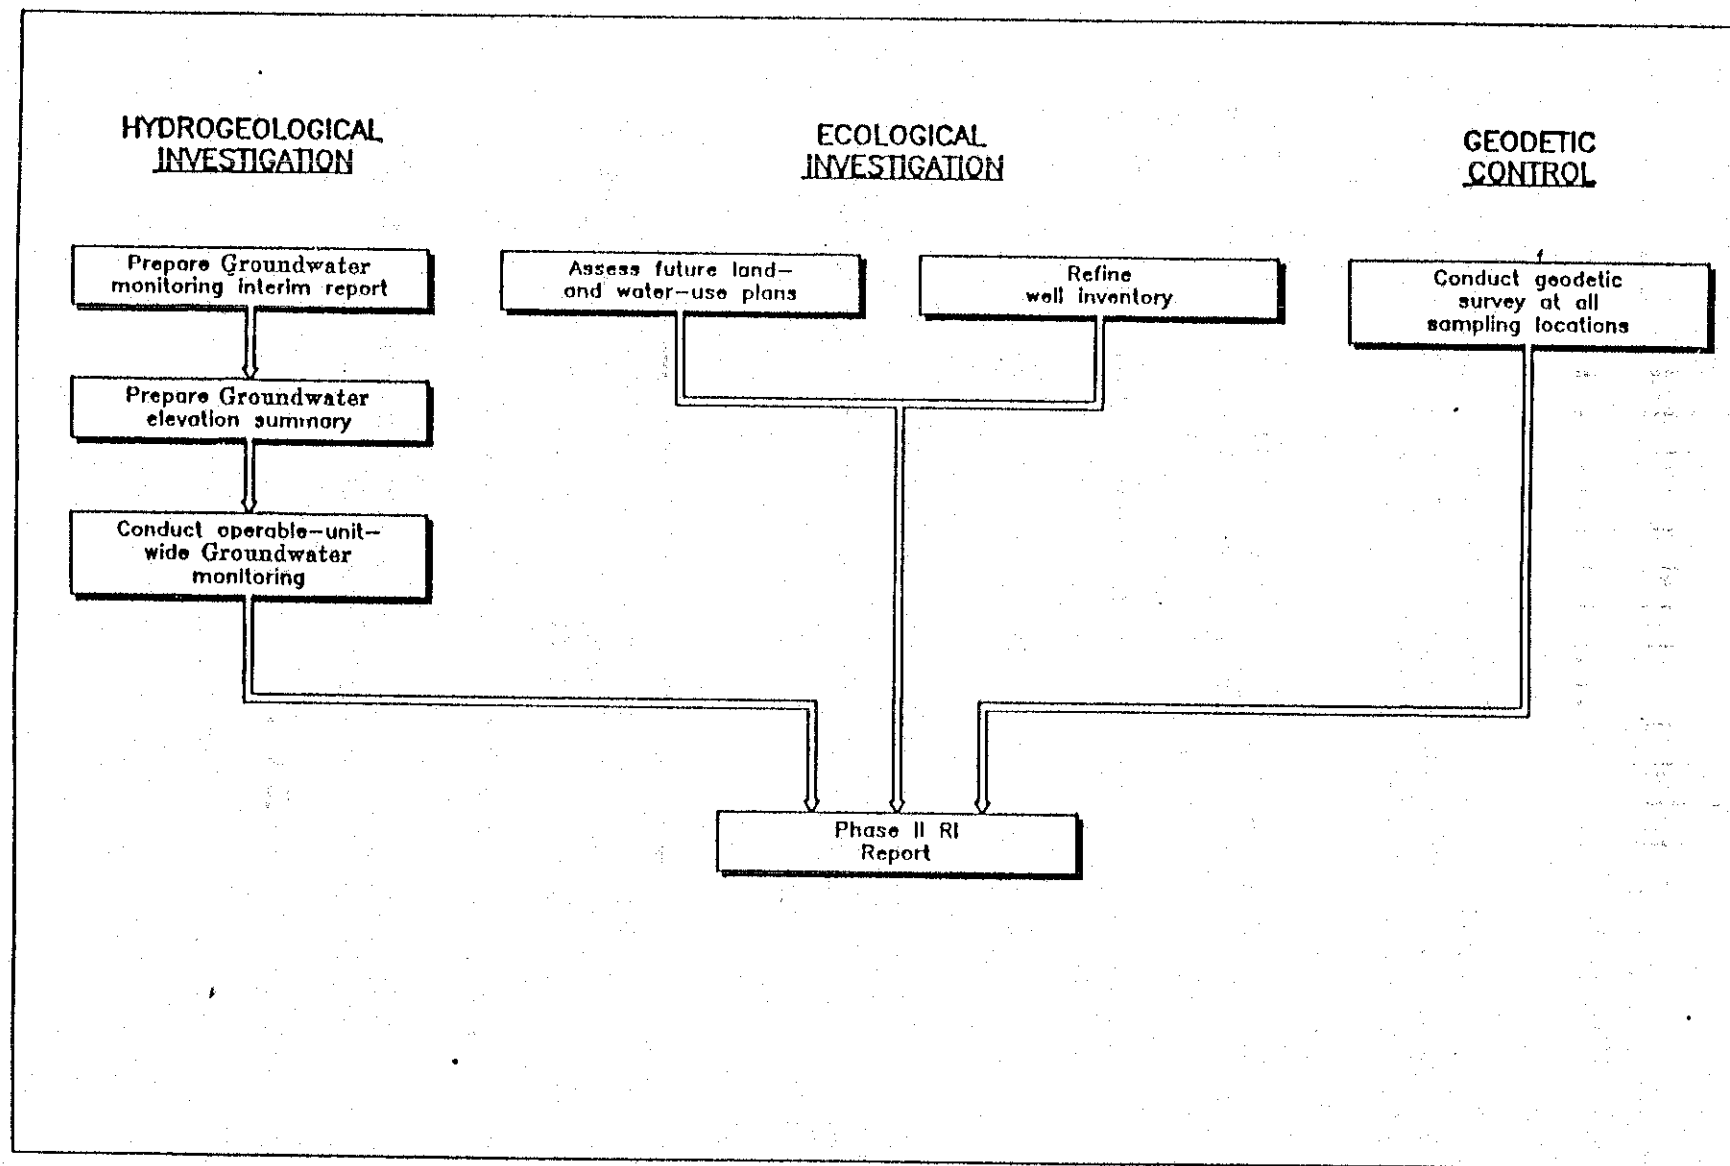 HYDROGEOLOGICAL
INVESTIGATION
Prepare Groundwater
monitoring interim report
Prepare Groundwater
elevation summary
Conduct operable-unit-
wide Groundwater
monitoring
ECOLOGICAL
INVESTIGATION
Assess future land-
and water-use plans
Refine
well inventory
GEODETIC
CONTROL
Conduct geodetic
survey at all
sampling locations
Phase II RI
Report